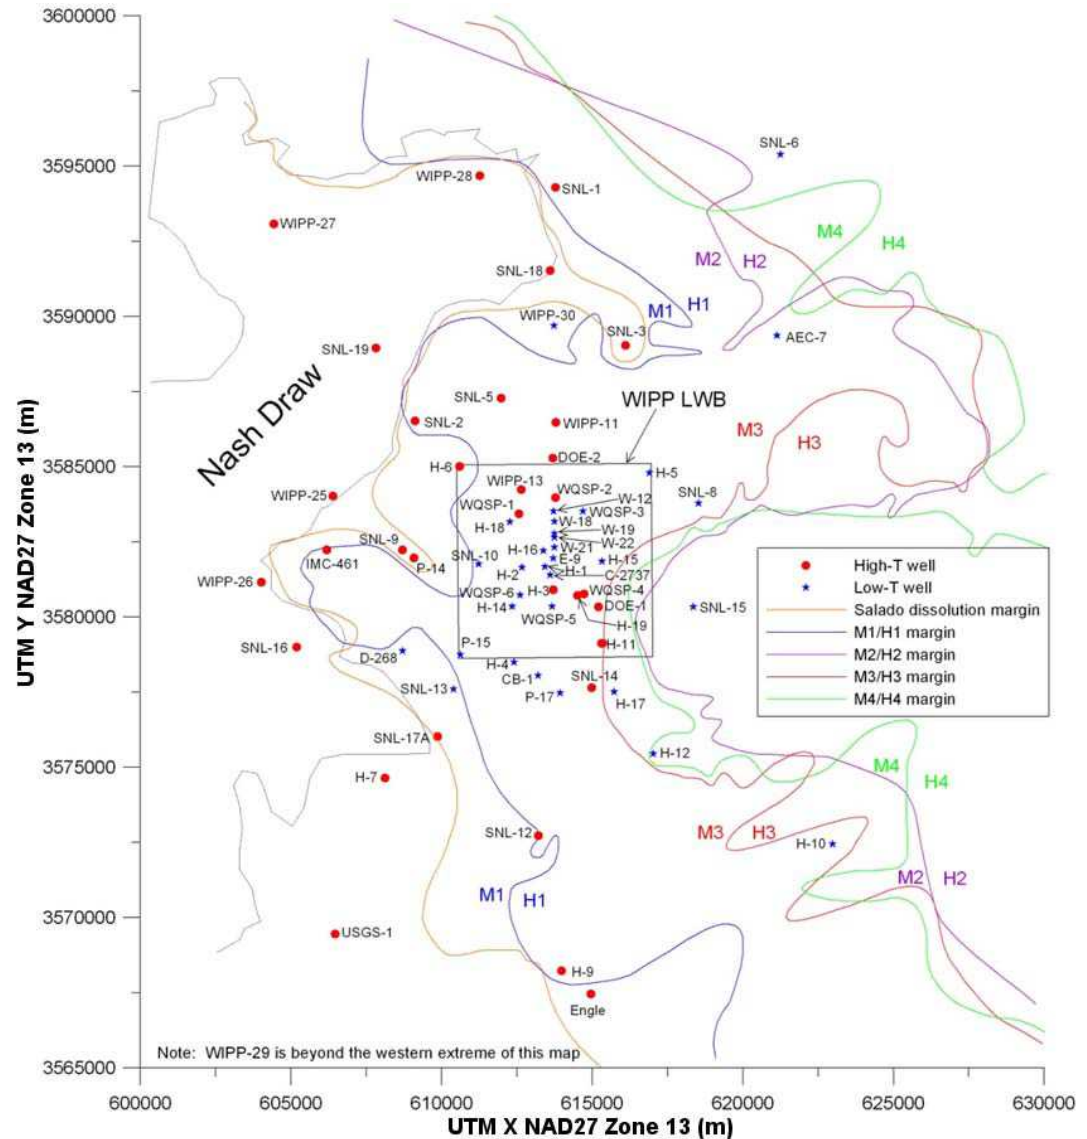 3600000
3595000
3590000
3585000
3580000
3575000
3570000
3565000
UTM Y NAD27 Zone 13 (m)
600000
605000
610000
615000
620000
625000
630000
UTM X NAD27 Zone 13 (m)
SNL-6
WIPP-28
SNL-1
WIPP-27
M4
H4
M2
H2
SNL-18
M1
H1
WIPP-30
SNL-3
AEC-7
SNL-19
Nash Draw
WIPP LWB
SNL-5
SNL-2
WIPP-11
M3
H3
DOE-2
H-6
H-5
WIPP-13
WQSP-2
W-12
SNL-8
WIPP-25
WQSP-1
WQSP-3
H-18
W-18
W-19
W-22
SNL-9
IMC-461
P-14
SNL-10
H-16
W-21
E-9
H-15
H-1
H-2
C-2737
WIPP-26
H-3
WQSP-4
WQSP-6
H-14
WQSP-5
DOE-1
H-19
SNL-15
SNL-16
P-15
H-11
D-268
H-4
CB-1
SNL-14
SNL-13
P-17
H-17
SNL-17A
H-12
H-7
M4
H4
SNL-12
M3
H3
H-10
M1
H1
M2
H2
USGS-1
H-9
Engle
High-T well
Low-T well
Salado dissolution margin
M1/H1 margin
M2/H2 margin
M3/H3 margin
M4/H4 margin
Note: WIPP-29 is beyond the western extreme of this map